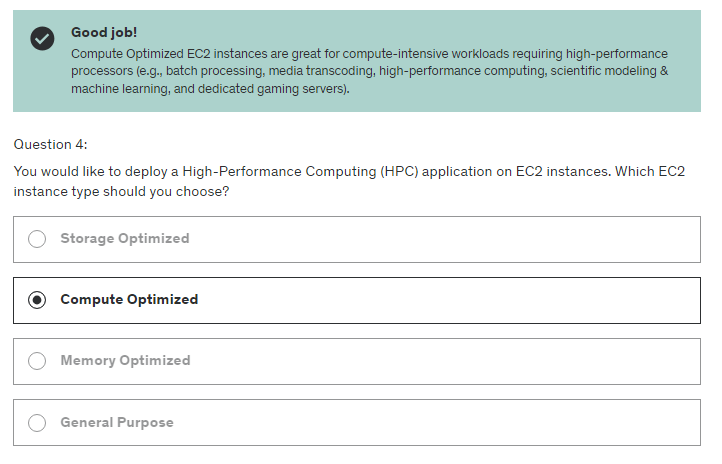 Good job!
Compute Optimized EC2 instances are great for compute-intensive workloads requiring high-performance
processors (e.g., batch processing, media transcoding, high-performance computing, scientific modeling &
machine learning, and dedicated gaming servers).
Question 4:
You would like to deploy a High-Performance Computing (HPC) application on EC2 instances. Which EC2
instance type should you choose?
Storage Optimized
Compute Optimized
Memory Optimized
General Purpose